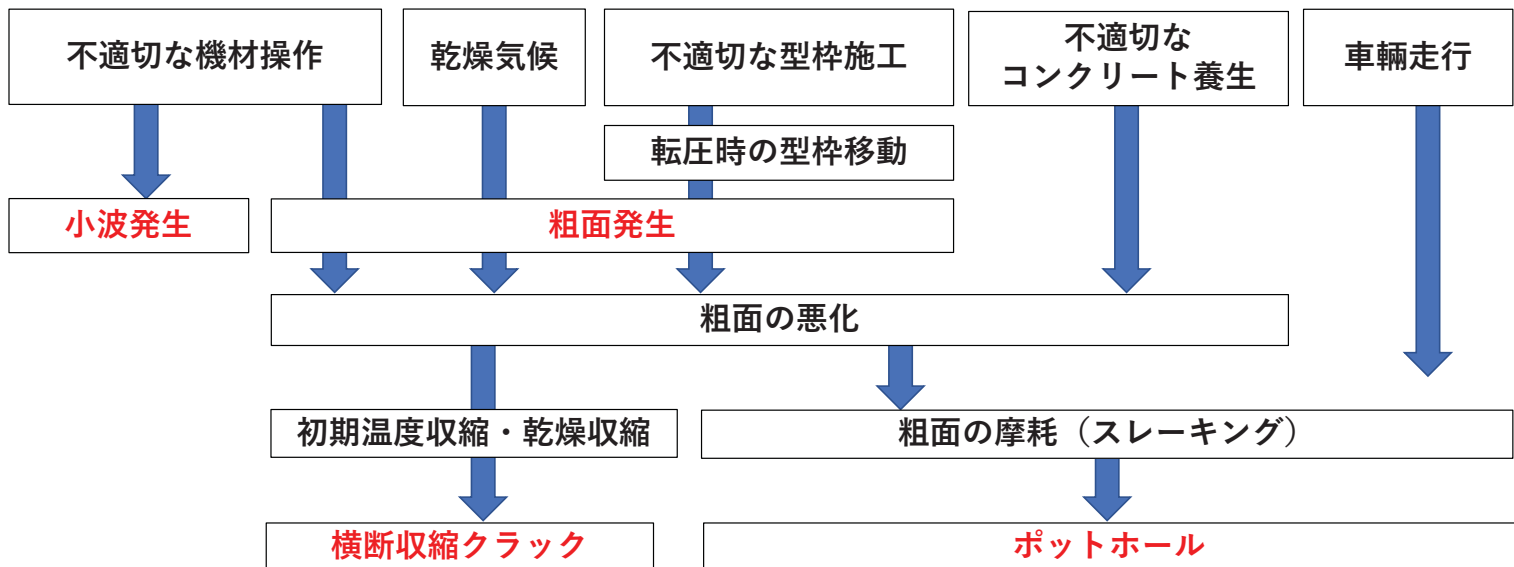 不適切な機材操作
乾燥気候
不適切な型枠施工
不適切な
コンクリート養生
車輛走行
転圧時の型枠移動
小波発生
粗面発生
粗面の悪化
初期温度収縮・乾燥収縮
粗面の摩耗（スレーキング）
横断収縮クラック
ポットホール